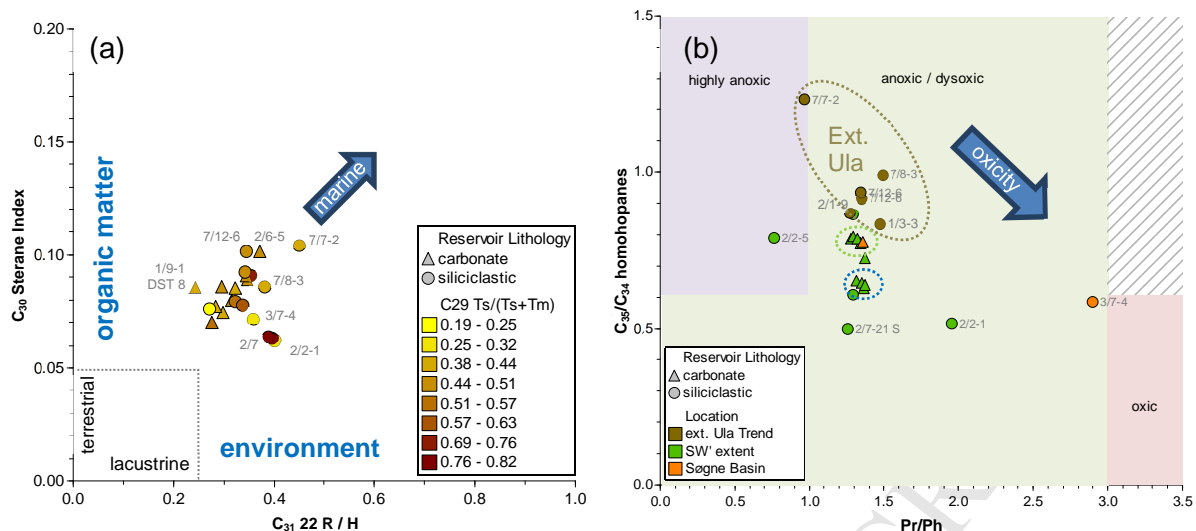 (a)
0.20
0.15
0.10
0.05
0.00
C30 Sterane Index
organic matter
marine
7/12-6
2/6-5
7/7-2
1/9-1
DST 8
7/8-3
3/7-4
2/7
2/2-1
terrestrial
lacustrine
environment
0.0
0.2
0.4
0.6
0.8
1.0
C31 22 R / H
Reservoir Lithology
carbonate
siliciclastic
C29 Ts/(Ts+Tm)
0.19 - 0.25
0.25 - 0.32
0.38 - 0.44
0.44 - 0.51
0.51 - 0.57
0.57 - 0.63
0.69 - 0.76
0.76 - 0.82
(b)
1.5
1.0
0.5
0.0
C35/C34 homohopanes
highly anoxic
anoxic / dysoxic
7/7-2
Ext.
Ula
oxicity
7/8-3
7/12-6
7/12-8
2/1-9
1/3-3
2/2-5
3/7-4
2/7-21 S
2/2-1
oxic
Reservoir Lithology
carbonate
siliciclastic
Location
ext. Ula Trend
SW' extent
Søgne Basin
0.0
0.5
1.0
1.5
2.0
2.5
3.0
3.5
Pr/Ph